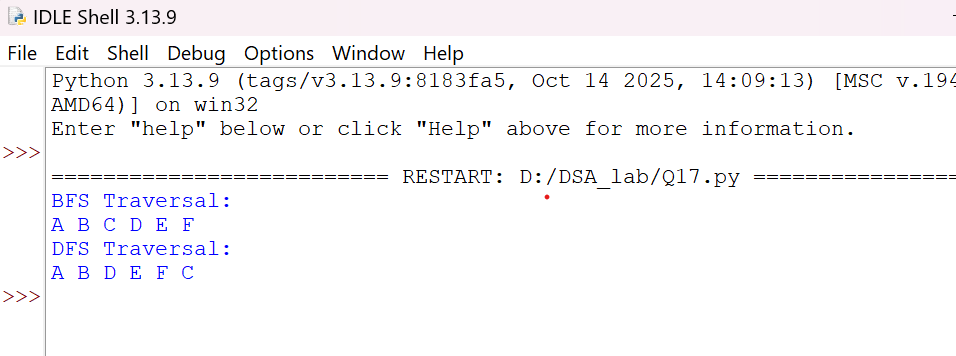 IDLE Shell 3.13.9
File Edit Shell Debug Options Window Help
Python 3.13.9 (tags/v3.13.9:8183fa5, Oct 14 2025, 14:09:13) [MSC v.194
AMD64)] on win32
Enter "help" below or click "Help" above for more information.
>>>
========================== RESTART: D:/DSA_lab/Q17.py ================
BFS Traversal:
A B C D E F
DFS Traversal:
A B D E F C
>>>